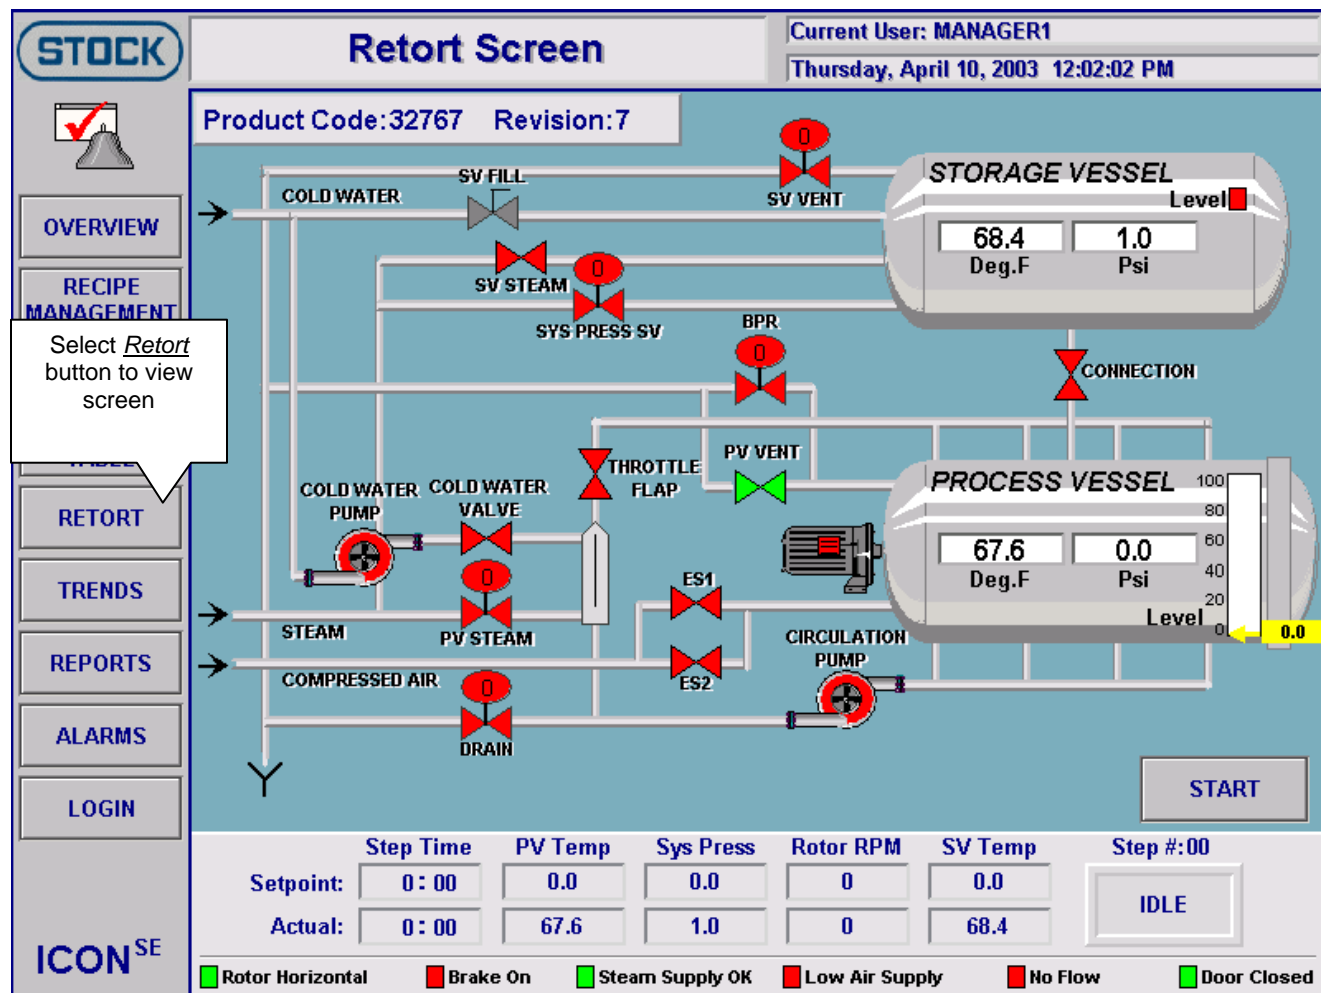 STOCK
Retort Screen
Current User: MANAGER1
Thursday, April 10, 2003 12:02:02 PM
Product Code:32767 Revision:7
OVERVIEW
RECIPE
MANAGEMENT
Select Retort
button to view
screen
RETORT
TRENDS
REPORTS
ALARMS
LOGIN
ICON SE
0
SV VENT
SV FILL
COLD WATER
STORAGE VESSEL
Level
68.4
1.0
Deg.F
Psi
SV STEAM
0
SYS PRESS SV
BPR
0
CONNECTION
THROTTLE
FLAP
PV VENT
COLD WATER
PUMP
COLD WATER
VALVE
PROCESS VESSEL
100
80
60
40
20
0
67.6
0.0
Deg.F
Psi
Level
0.0
0
ES1
STEAM
PV STEAM
CIRCULATION
PUMP
COMPRESSED AIR
0
ES2
DRAIN
START
Step Time PV Temp Sys Press Rotor RPM SV Temp Step #:00
Setpoint: 0: 00 0.0 0.0 0 0.0
IDLE
Actual: 0: 00 67.6 1.0 0 68.4
Rotor Horizontal Brake On Steam Supply OK Low Air Supply No Flow Door Closed